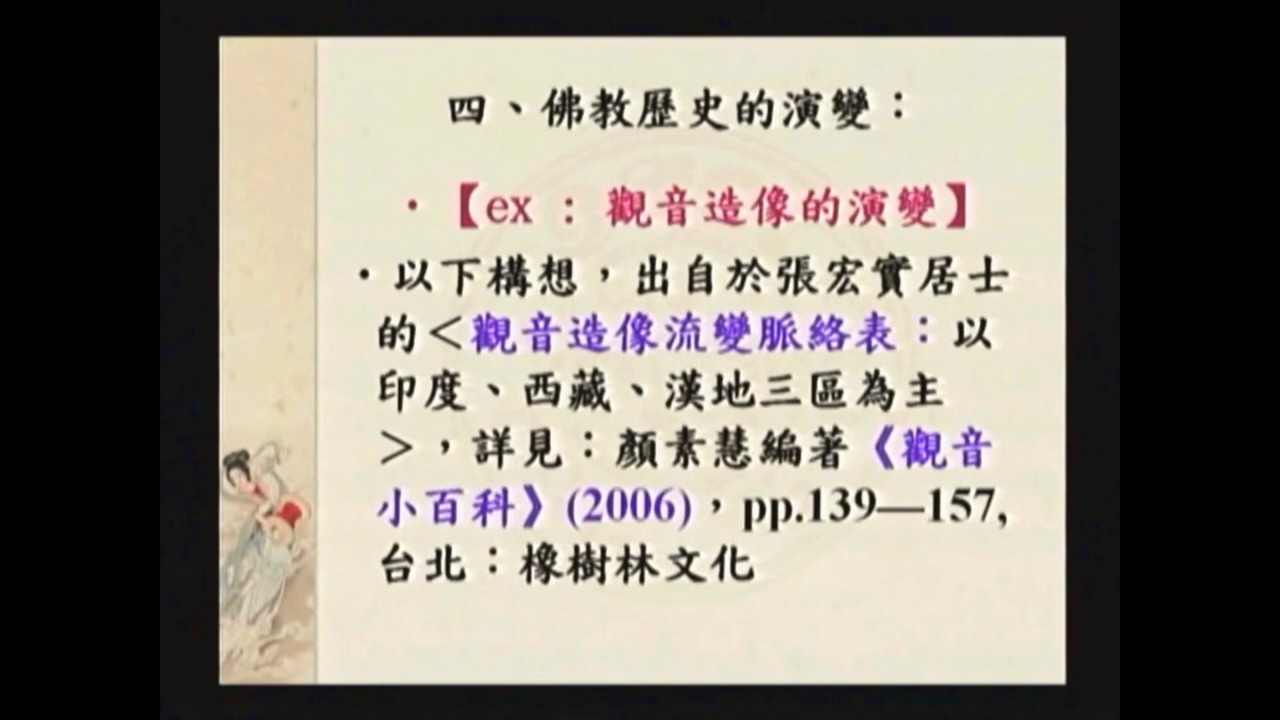 四、佛教歷史的演變：
·【ex : 觀音造像的演變】
·以下構想，出自於張宏實居士
的＜觀音造像流變脈絡表：以
印度、西藏、漢地三區為主
＞，詳見：顏素慧編著《觀音
小百科》(2006)，pp.139—157,
台北：橡樹林文化